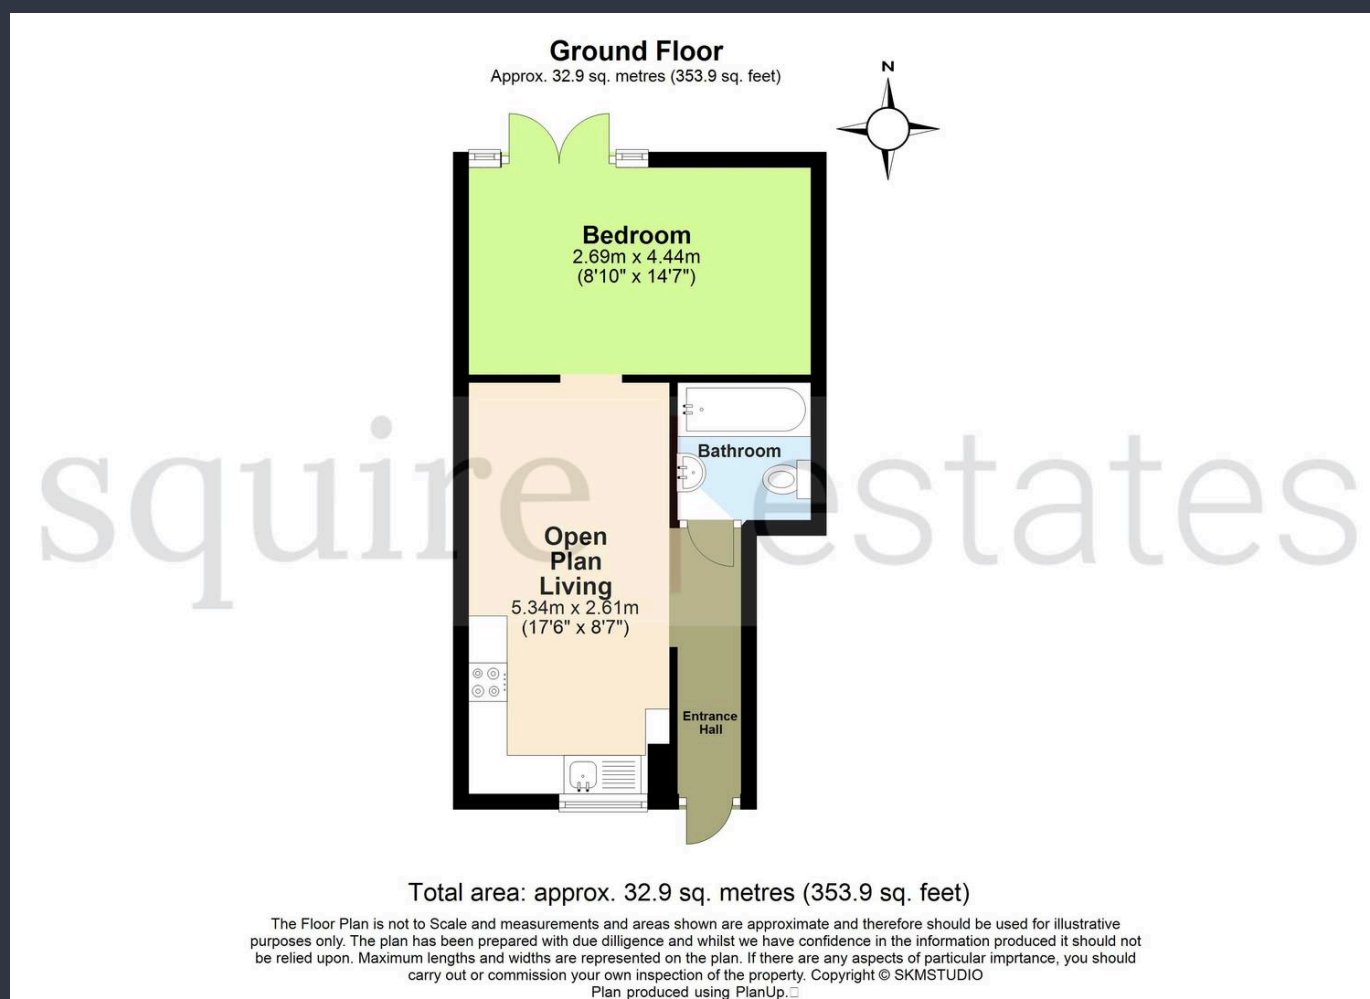 Ground Floor
Approx. 32.9 sq. metres (353.9 sq. feet)
N
Bedroom
2.69m x 4.44m
(8'10" x 14'7")
squire estates
Bathroom
Open
Plan
Living
5.34m x 2.61m
(17'6" x 8'7")
Entrance
Hall
Total area: approx. 32.9 sq. metres (353.9 sq. feet)
The Floor Plan is not to Scale and measurements and areas shown are approximate and therefore should be used for illustrative
purposes only. The plan has been prepared with due dilligence and whilst we have confidence in the information produced it should not
be relied upon. Maximum lengths and widths are represented on the plan. If there are any aspects of particular imprtance, you should
carry out or commission your own inspection of the property. Copyright © SKMSTUDIO
Plan produced using PlanUp.